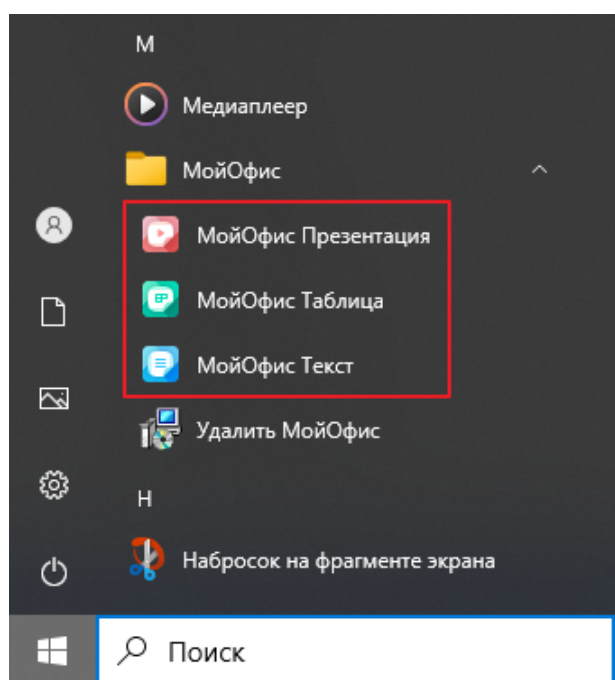 М
Медиаплеер
МойОфис
МойОфис Презентация
МойОфис Таблица
МойОфис Текст
Удалить МойОфис
Н
Набросок на фрагменте экрана
Поиск